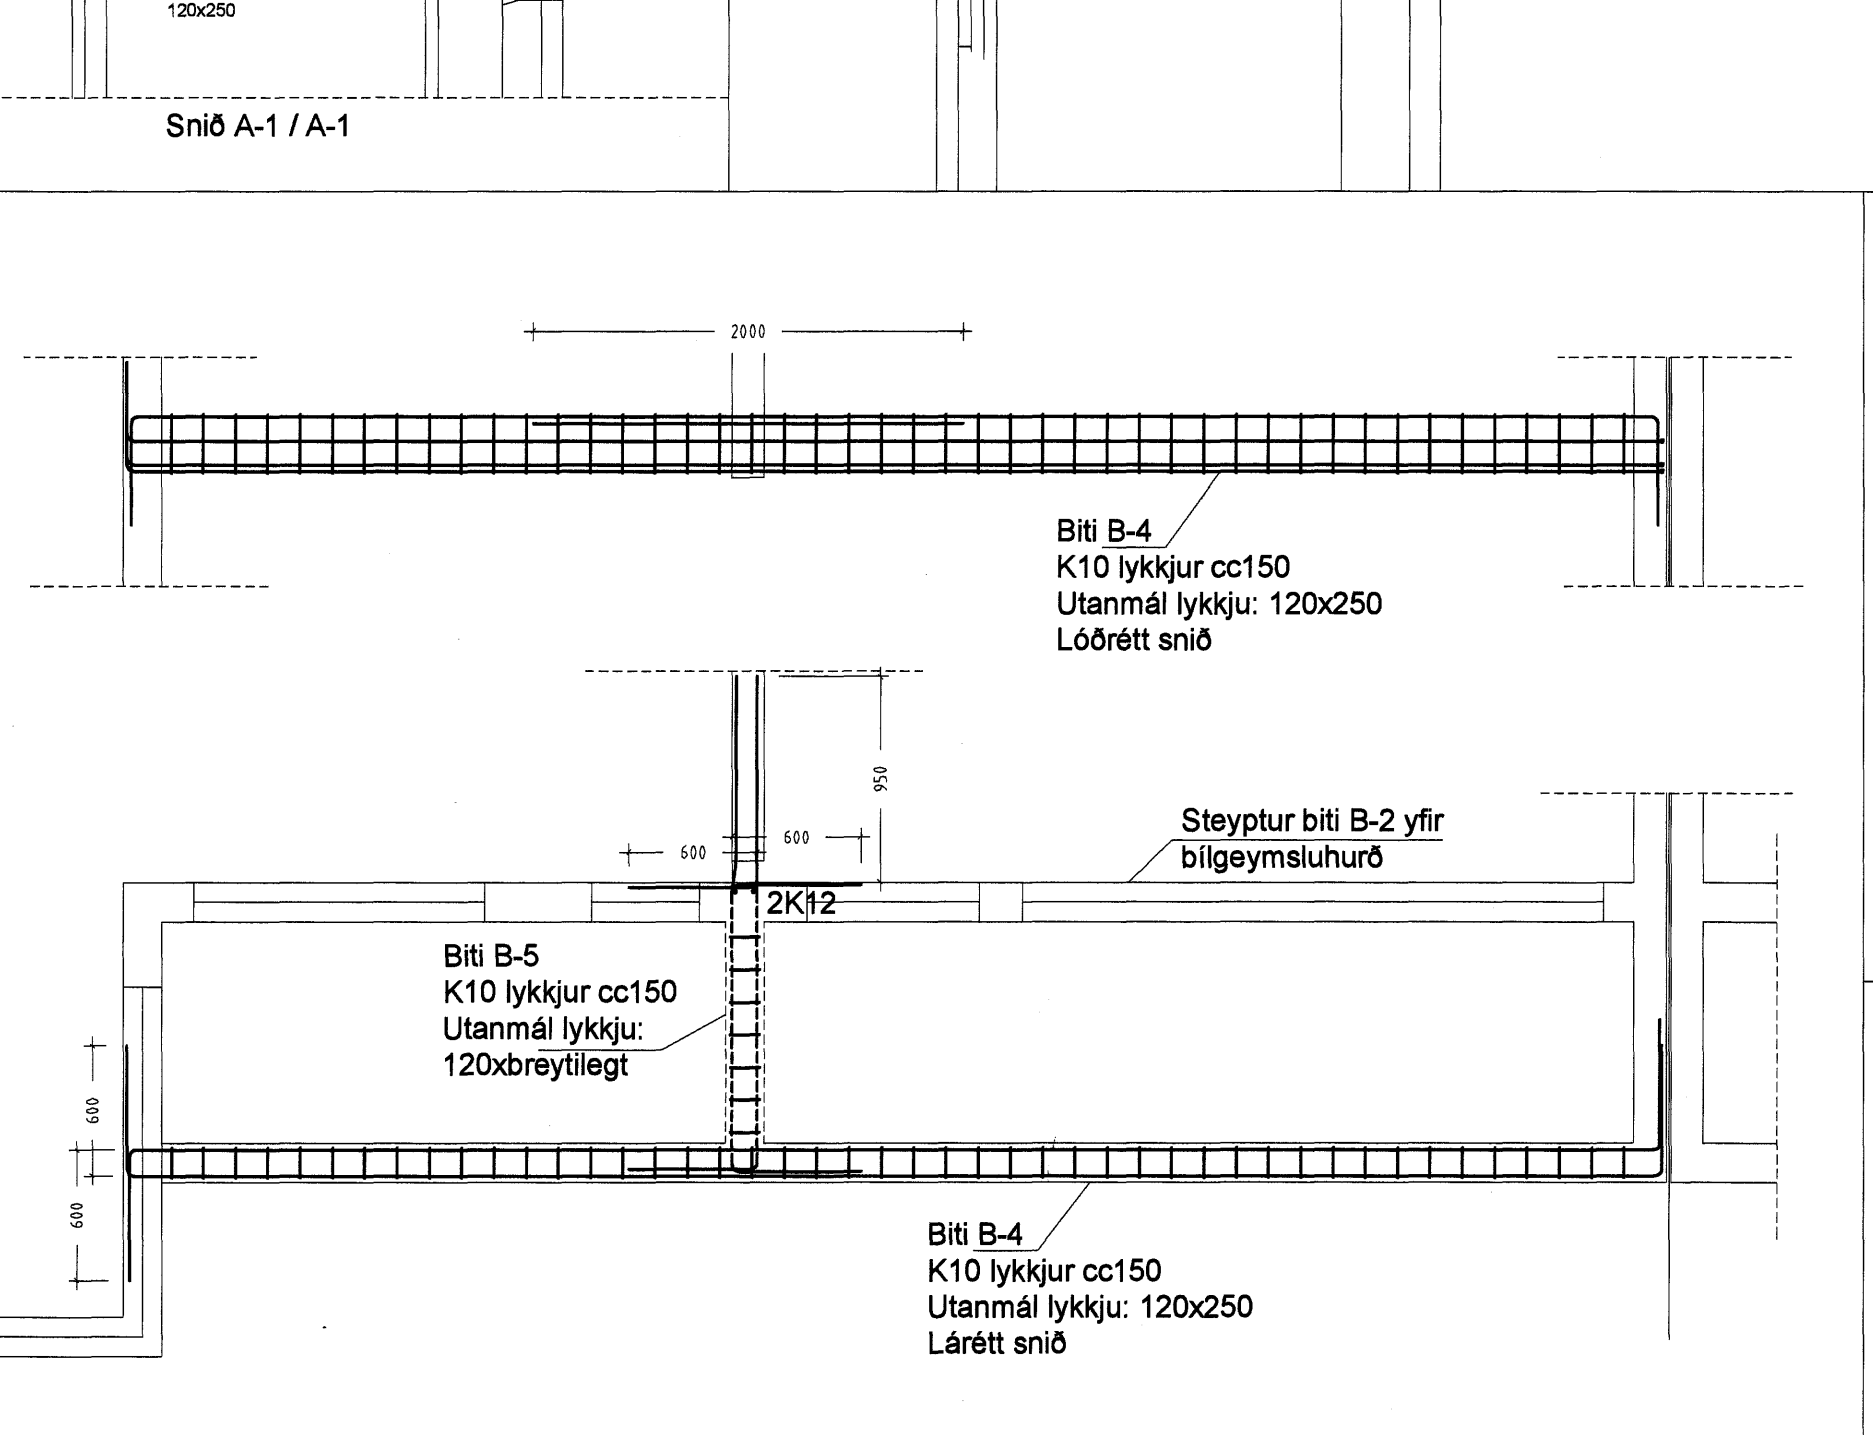 120x250
Snið A-1 / A-1
2000
Biti B-4
K10 lykkjur cc150
Utanmál lykkju: 120x250
Lóðrétt snið
950
600
600
Steyptur biti B-2 yfir
bílgeymsluhurð
2K12
Biti B-5
K10 lykkjur cc150
Utanmál lykkju:
120xbreytilegt
600
600
Biti B-4
K10 lykkjur cc150
Utanmál lykkju: 120x250
Lárétt snið